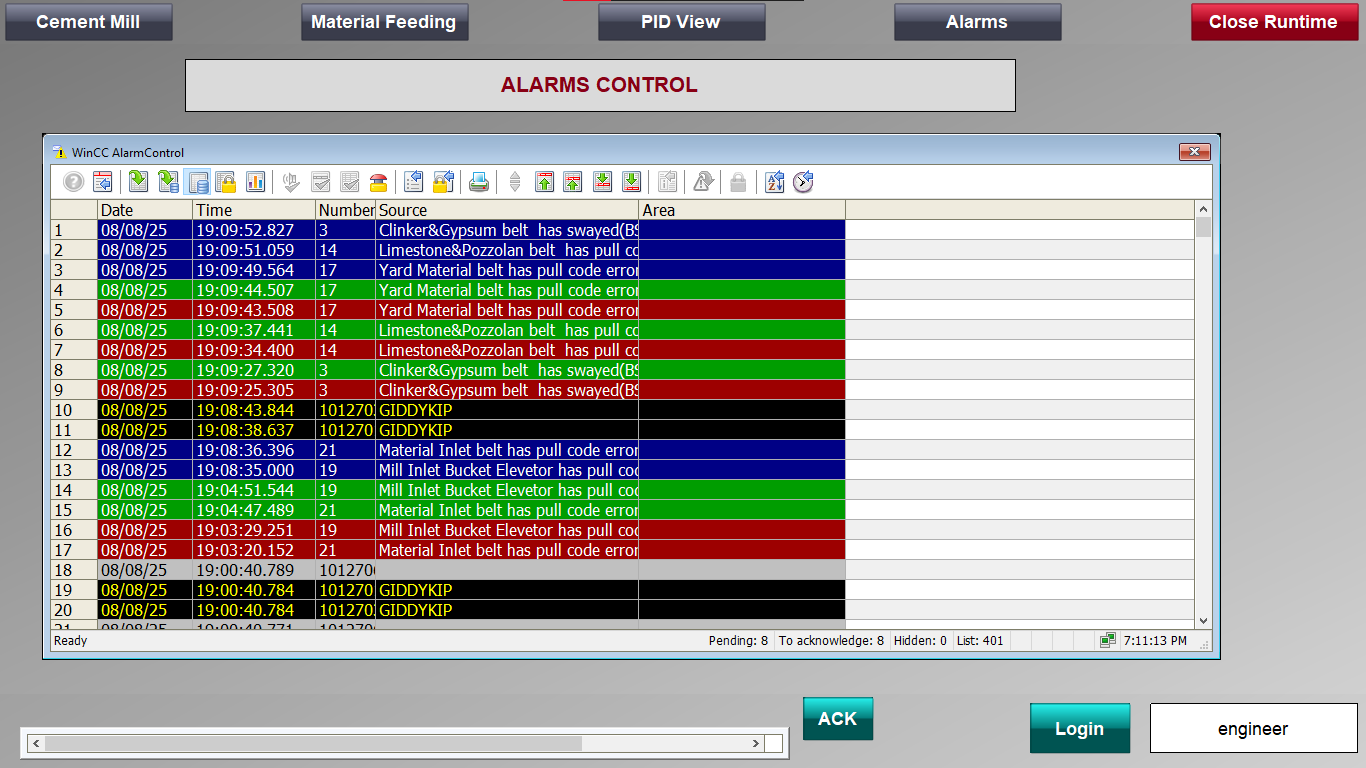 Cement Mill Material Feeding PID View Alarms Close Runtime
ALARMS CONTROL
WinCC AlarmControl
Date Time Number Source Area
1 08/08/25 19:09:52.827 3 Clinker&Gypsum belt has swayed(BS
2 08/08/25 19:09:51.059 14 Limestone&Pozzolan belt has pull co
3 08/08/25 19:09:49.564 17 Yard Material belt has pull code error
4 08/08/25 19:09:44.507 17 Yard Material belt has pull code error
5 08/08/25 19:09:43.508 17 Yard Material belt has pull code error
6 08/08/25 19:09:37.441 14 Limestone&Pozzolan belt has pull co
7 08/08/25 19:09:34.400 14 Limestone&Pozzolan belt has pull co
8 08/08/25 19:09:27.320 3 Clinker&Gypsum belt has swayed(BS
9 08/08/25 19:09:25.305 3 Clinker&Gypsum belt has swayed(BS
10 08/08/25 19:08:43.844 101270 GIDDYKIP
11 08/08/25 19:08:38.637 101270 GIDDYKIP
12 08/08/25 19:08:36.396 21 Material Inlet belt has pull code error
13 08/08/25 19:08:35.000 19 Mill Inlet Bucket Elevetor has pull cod
14 08/08/25 19:04:51.544 19 Mill Inlet Bucket Elevetor has pull cod
15 08/08/25 19:04:47.489 21 Material Inlet belt has pull code error
16 08/08/25 19:03:29.251 19 Mill Inlet Bucket Elevetor has pull cod
17 08/08/25 19:03:20.152 21 Material Inlet belt has pull code error
18 08/08/25 19:00:40.789 101270
19 08/08/25 19:00:40.784 101270 GIDDYKIP
20 08/08/25 19:00:40.784 101270 GIDDYKIP
21 08/08/25 19:00:40.771 101270
Ready Pending: 8 To acknowledge: 8 Hidden: 0 List: 401 7:11:13 PM
ACK
Login engineer